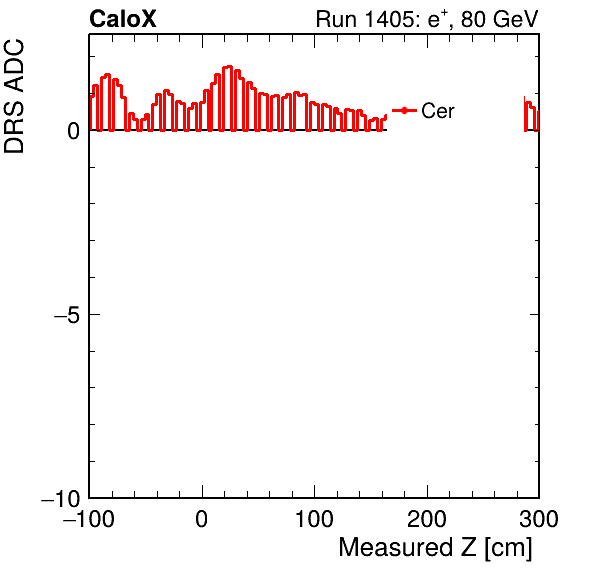 CaloX Run 1405: e⁺, 80 GeV
DRS ADC
Cer
0
−5
−10
−100 0 100 200 300
Measured Z [cm]